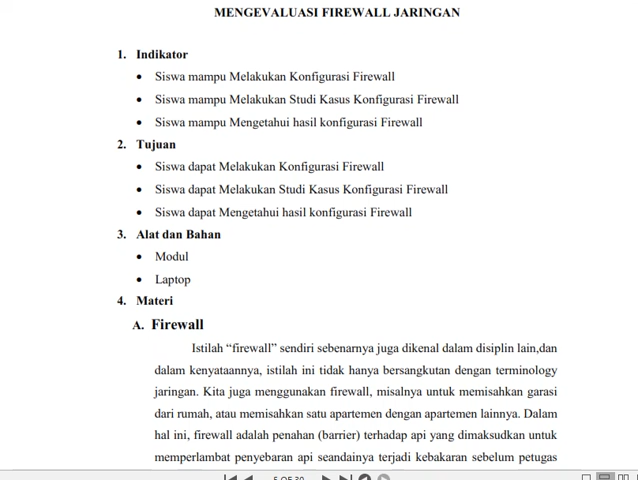 MENGEVALUASI FIREWALL JARINGAN
1. Indikator
• Siswa mampu Melakukan Konfigurasi Firewall
• Siswa mampu Melakukan Studi Kasus Konfigurasi Firewall
• Siswa mampu Mengetahui hasil konfigurasi Firewall
2. Tujuan
• Siswa dapat Melakukan Konfigurasi Firewall
• Siswa dapat Melakukan Studi Kasus Konfigurasi Firewall
• Siswa dapat Mengetahui hasil konfigurasi Firewall
3. Alat dan Bahan
• Modul
• Laptop
4. Materi
A. Firewall
Istilah “firewall” sendiri sebenarnya juga dikenal dalam disiplin lain,dan
dalam kenyataannya, istilah ini tidak hanya bersangkutan dengan terminology
jaringan. Kita juga menggunakan firewall, misalnya untuk memisahkan garasi
dari rumah, atau memisahkan satu apartemen dengan apartemen lainnya. Dalam
hal ini, firewall adalah penahan (barrier) terhadap api yang dimaksudkan untuk
memperlambat penyebaran api seandainya terjadi kebakaran sebelum petugas
5 OF 30